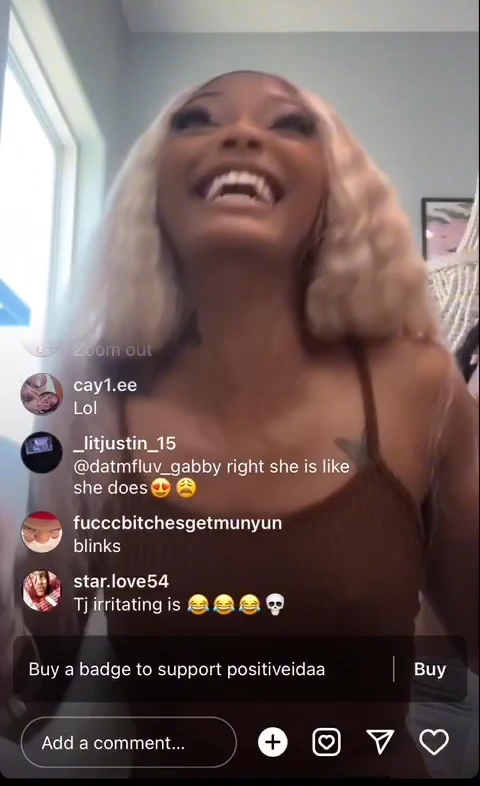 Zoom out
cay1.ee
Lol
_litjustin_15
@datmfluv_gabby right she is like
she does😍😩
fucccbitchesgetmunyun
blinks
star.love54
Tj irritating is 😂😂😂💀
Buy a badge to support positiveidaa
Buy
Add a comment...